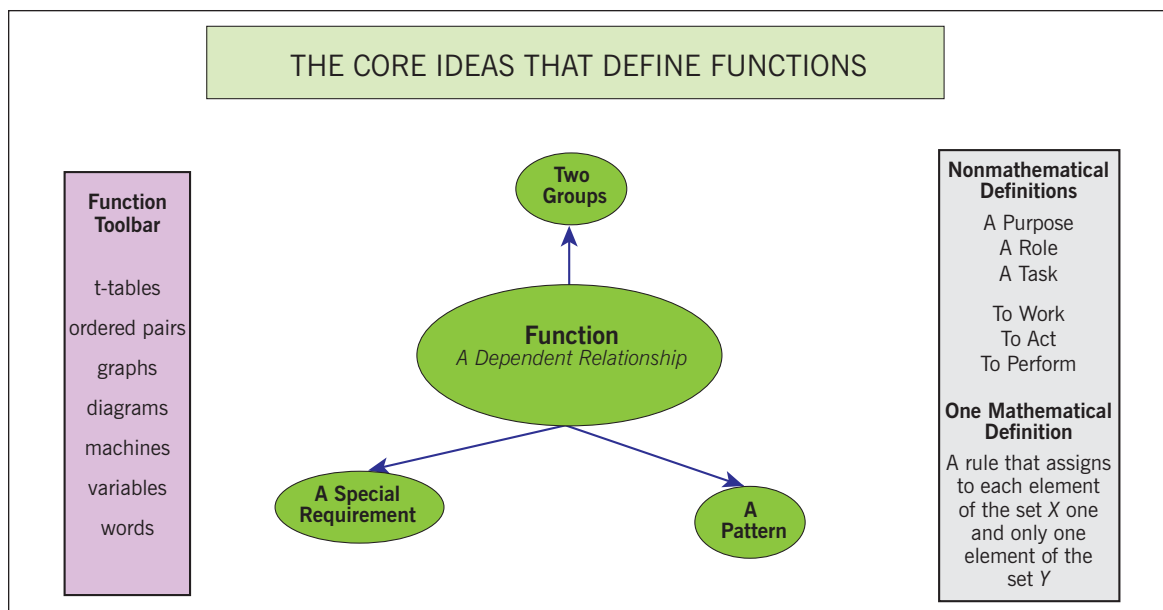 THE CORE IDEAS THAT DEFINE FUNCTIONS
Function
Toolbar
t-tables
ordered pairs
graphs
diagrams
machines
variables
words
Two
Groups
Function
A Dependent Relationship
A Special
Requirement
A
Pattern
Nonmathematical
Definitions
A Purpose
A Role
A Task
To Work
To Act
To Perform
One Mathematical
Definition
A rule that assigns
to each element
of the set X one
and only one
element of the
set Y